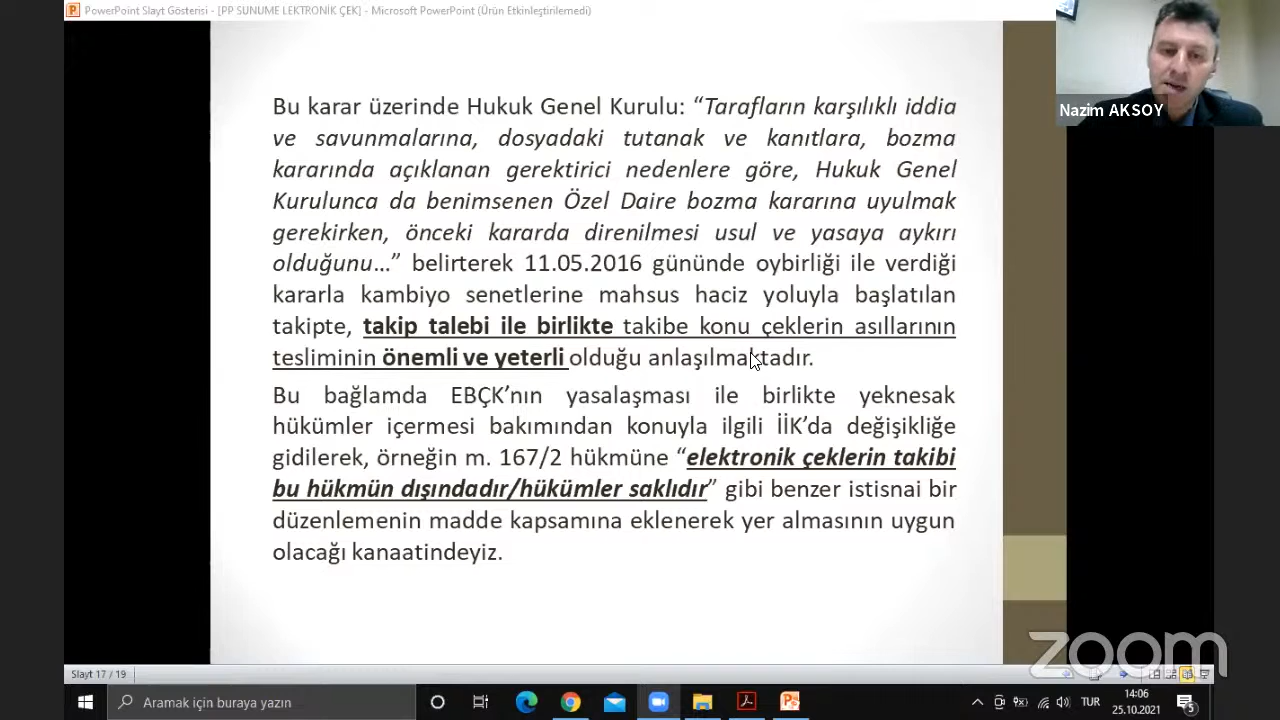 PowerPoint Slayt Gösterisi - [PP SUNUME LEKTRONİK ÇEK] - Microsoft PowerPoint (Ürün Etkinleştirilemedi)
Nazim AKSOY
Bu karar üzerinde Hukuk Genel Kurulu: “Tarafların karşılıklı iddia
ve savunmalarına, dosyadaki tutanak ve kanıtlara, bozma
kararında açıklanan gerektirici nedenlere göre, Hukuk Genel
Kurulunca da benimsenen Özel Daire bozma kararına uyulmak
gerekirken, önceki kararda direnilmesi usul ve yasaya aykırı
olduğunu…” belirterek 11.05.2016 gününde oybirliği ile verdiği
kararla kambiyo senetlerine mahsus haciz yoluyla başlatılan
takipte, takip talebi ile birlikte takibe konu çeklerin asıllarının
tesliminin önemli ve yeterli olduğu anlaşılmaktadır.
Bu bağlamda EBÇK’nın yasalaşması ile birlikte yeknesak
hükümler içermesi bakımından konuyla ilgili İİK’da değişikliğe
gidilerek, örneğin m. 167/2 hükmüne “elektronik çeklerin takibi
bu hükmün dışındadır/hükümler saklıdır” gibi benzer istisnai bir
düzenlemenin madde kapsamına eklenerek yer almasının uygun
olacağı kanaatindeyiz.
zoom
Slayt 17 / 19
Aramak için buraya yazın
TUR
14:06
25.10.2021
5